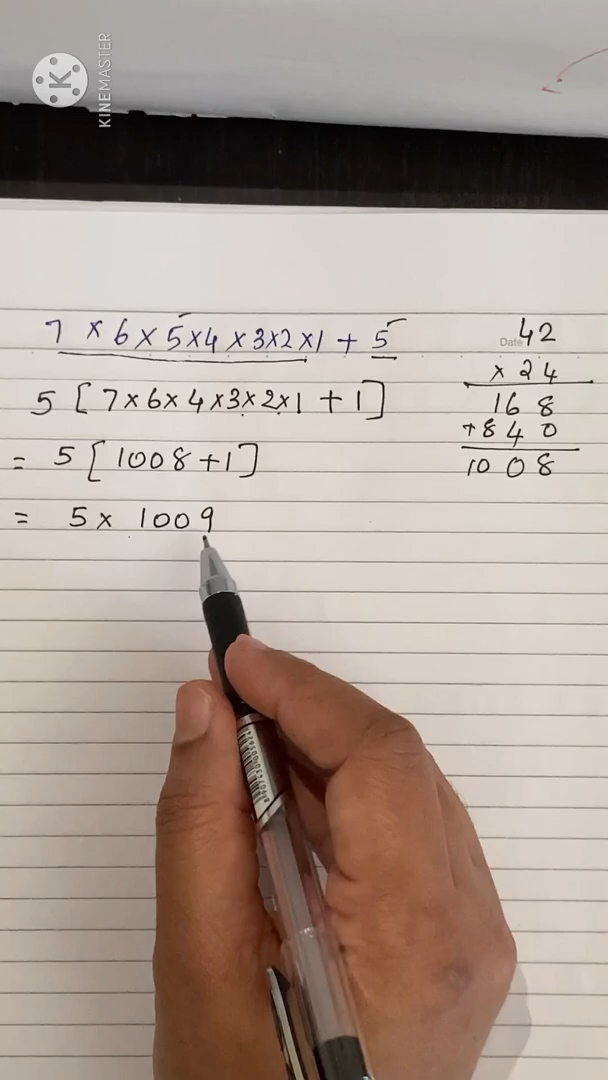 KINEMASTER
7 × 6 × 5 × 4 × 3 × 2 × 1 + 5
5 [ 7 × 6 × 4 × 3 × 2 × 1 + 1 ]
= 5 [ 1008 + 1 ]
= 5 × 1009
Date 42
× 24
168
+ 840
1008